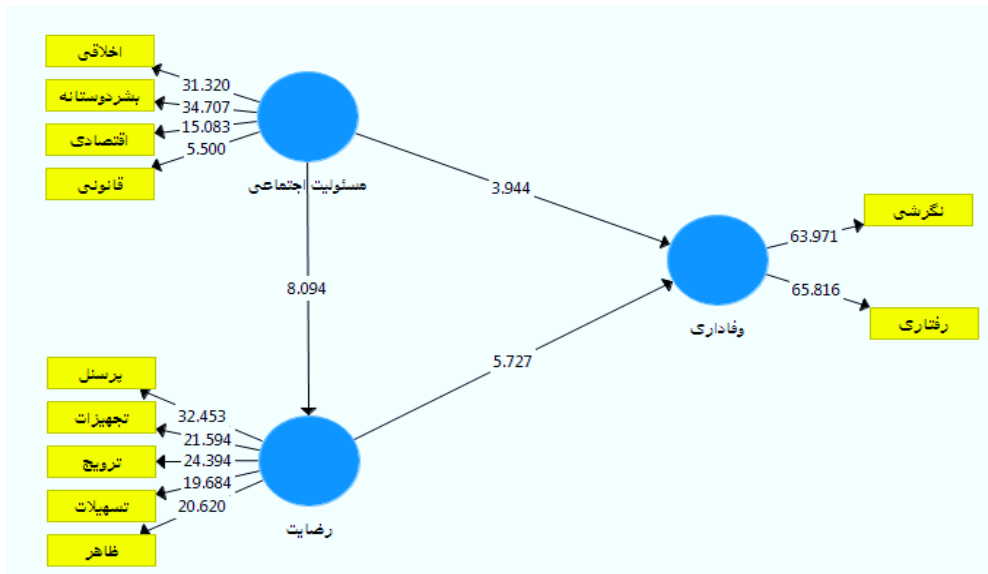 اخلاقی
31.320
بشردوستانه
34.707
15.083
اقتصادی
5.500
قانونی
مسئولیت اجتماعی
3.944
نگرشی
63.971
8.094
65.816
رفتاری
وفاداری
پرسنل
5.727
32.453
تجهیزات
21.594
ترویج
24.394
19.684
تسهیلات
20.620
رضایت
ظاهر